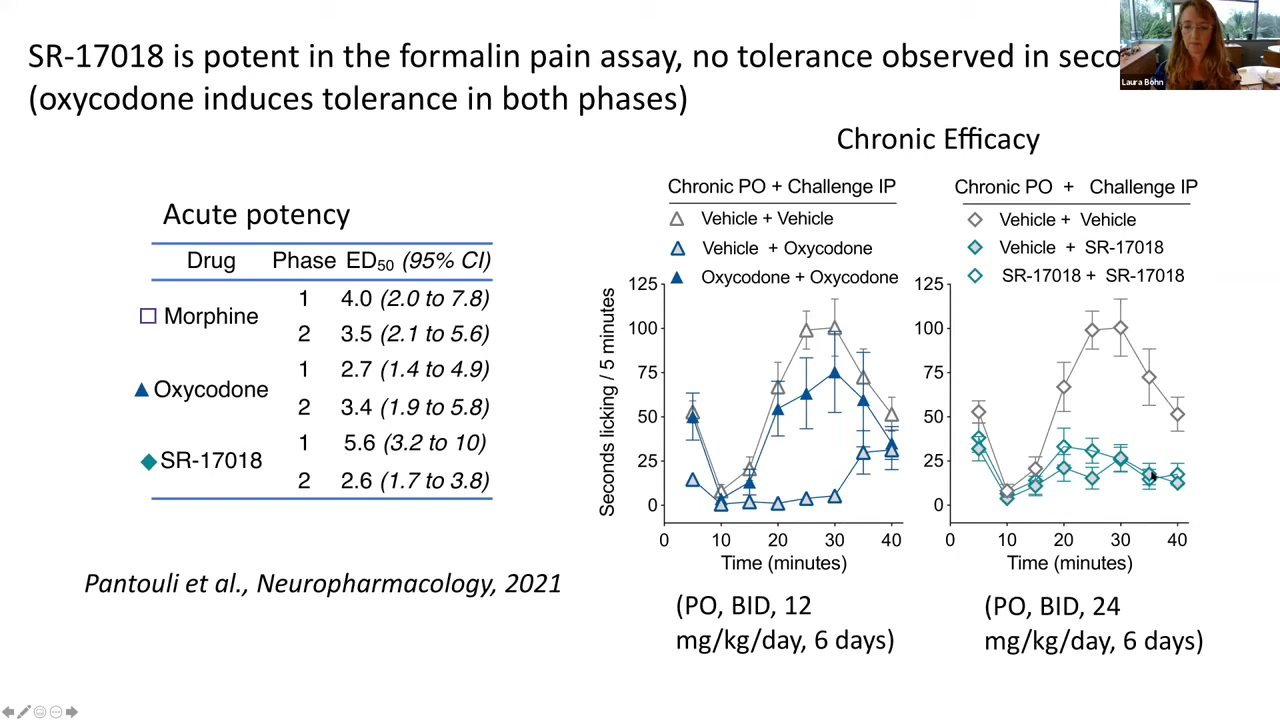 SR-17018 is potent in the formalin pain assay, no tolerance observed in
(oxycodone induces tolerance in both phases)
Laura Bohn
Chronic Efficacy
Acute potency
Drug Phase ED50 (95% CI)
Morphine
1 4.0 (2.0 to 7.8)
2 3.5 (2.1 to 5.6)
Oxycodone
1 2.7 (1.4 to 4.9)
2 3.4 (1.9 to 5.8)
SR-17018
1 5.6 (3.2 to 10)
2 2.6 (1.7 to 3.8)
Pantouli et al., Neuropharmacology, 2021
Chronic PO + Challenge IP
Vehicle + Vehicle
Vehicle + Oxycodone
Oxycodone + Oxycodone
Seconds licking / 5 minutes
125
100
75
50
25
0
0 10 20 30 40
Time (minutes)
(PO, BID, 12
mg/kg/day, 6 days)
Chronic PO + Challenge IP
Vehicle + Vehicle
Vehicle + SR-17018
SR-17018 + SR-17018
125
100
75
50
25
0
0 10 20 30 40
Time (minutes)
(PO, BID, 24
mg/kg/day, 6 days)